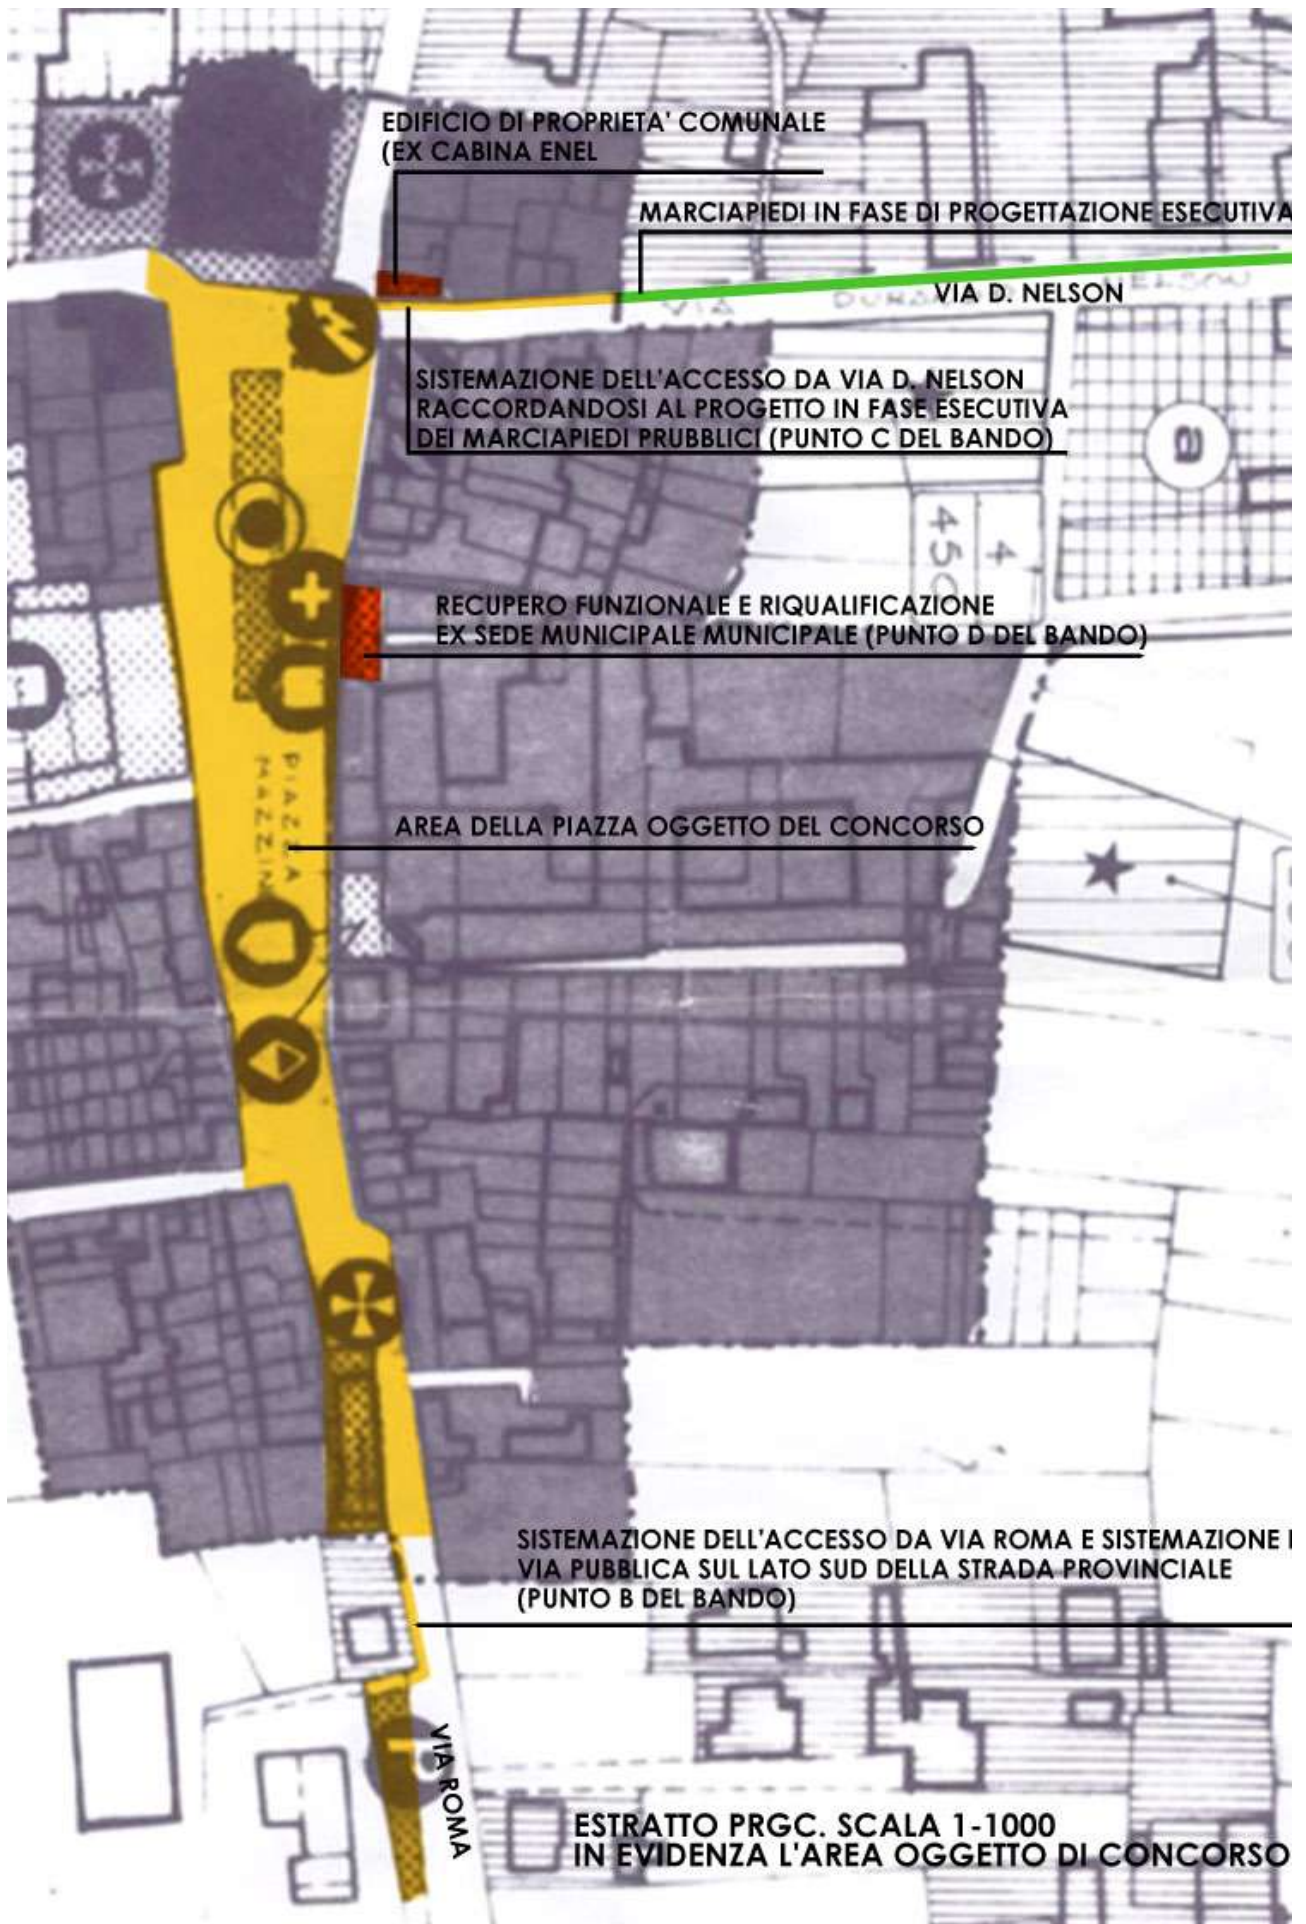 EDIFICIO DI PROPRIETA' COMUNALE
(EX CABINA ENEL
MARCIAPIEDI IN FASE DI PROGETTAZIONE ESECUTIVA
VIA NELSON
VIA D. NELSON
SISTEMAZIONE DELL'ACCESSO DA VIA D. NELSON
RACCORDANDOSI AL PROGETTO IN FASE ESECUTIVA
DEI MARCIAPIEDI PRUBBLICI (PUNTO C DEL BANDO)
a
4
450
RECUPERO FUNZIONALE E RIQUALIFICAZIONE
EX SEDE MUNICIPALE MUNICIPALE (PUNTO D DEL BANDO)
PIAZZA
MAZZINI
AREA DELLA PIAZZA OGGETTO DEL CONCORSO
SISTEMAZIONE DELL'ACCESSO DA VIA ROMA E SISTEMAZIONE
VIA PUBBLICA SUL LATO SUD DELLA STRADA PROVINCIALE
(PUNTO B DEL BANDO)
VIA ROMA
ESTRATTO PRGC. SCALA 1-1000
IN EVIDENZA L'AREA OGGETTO DI CONCORSO